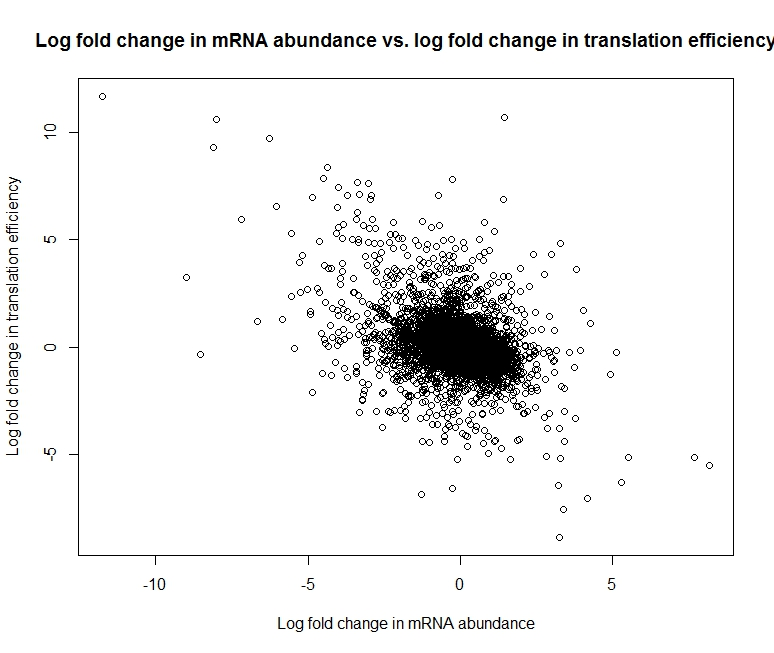 Log fold change in mRNA abundance vs. log fold change in translation efficiency
10
5
0
-5
Log fold change in translation efficiency
-10
-5
0
5
Log fold change in mRNA abundance